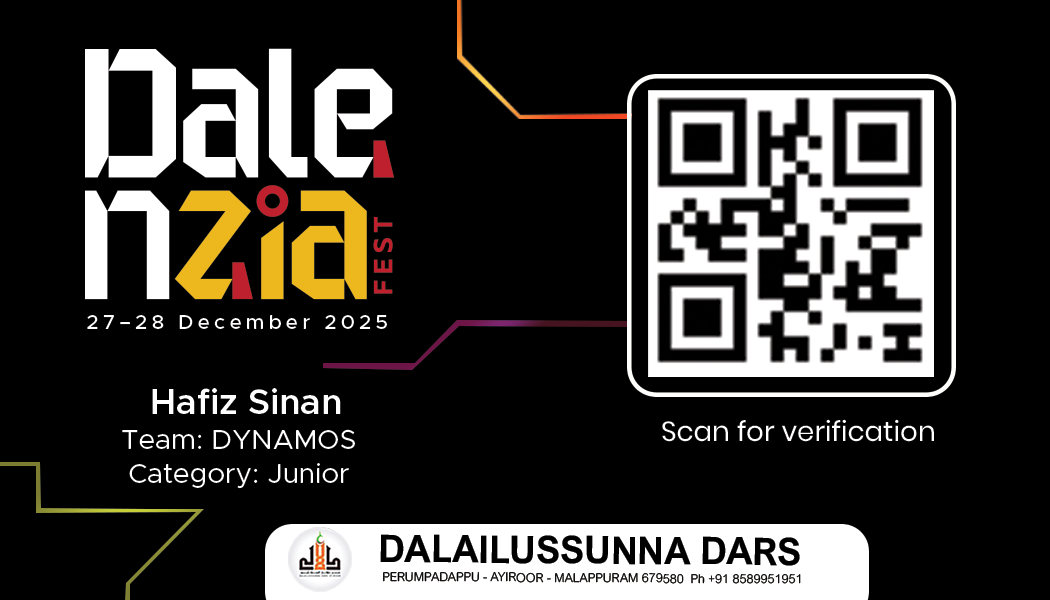 Dale
nzia
FEST
27–28 December 2025
Hafiz Sinan
Team: DYNAMOS
Category: Junior
Scan for verification
DALAILUSSUNNA DARS
PERUMPADAPPU - AYIROOR - MALAPPURAM 679580 Ph +91 8589951951